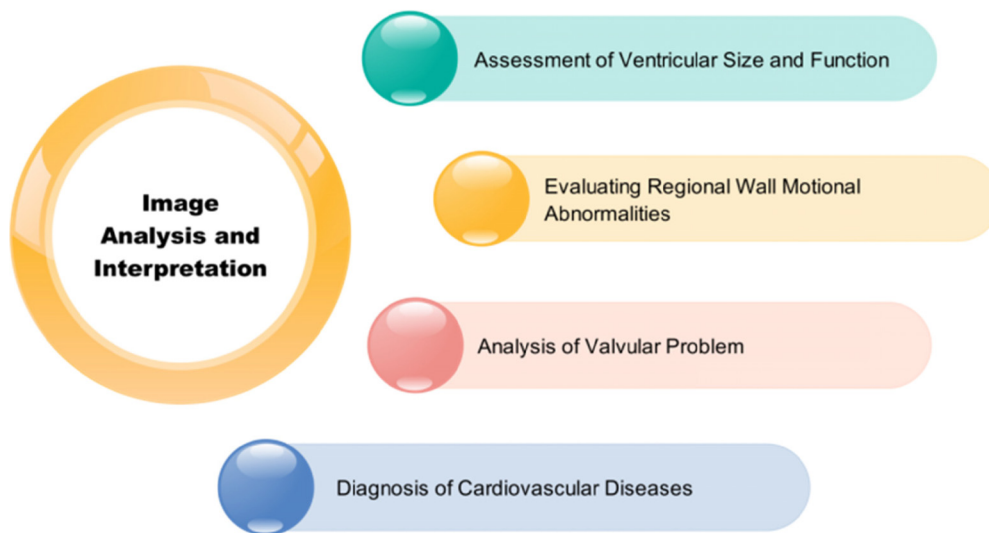 Image
Analysis and
Interpretation
Assessment of Ventricular Size and Function
Evaluating Regional Wall Motional
Abnormalities
Analysis of Valvular Problem
Diagnosis of Cardiovascular Diseases